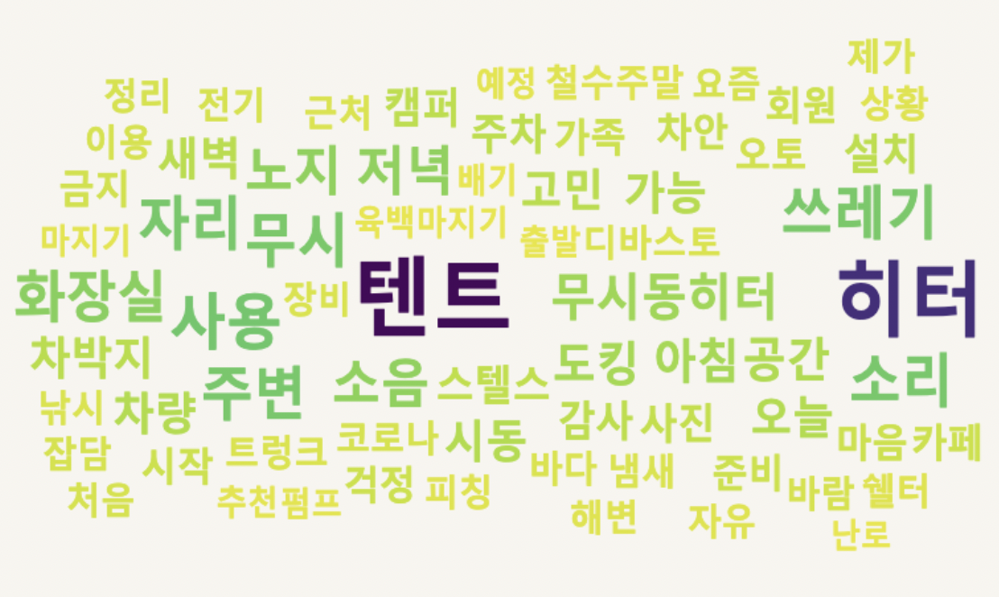 제가
예정 철수 주말 요즘
정리 전기 근처 캠퍼 회원 상황
이용 새벽 노지 저녁 주차 가족 차안 오토 설치
금지 배기 고민 가능
자리 무시 육백마지기 쓰레기
마지기 출발 디바스토
화장실 사용 장비 텐트 무시동히터 히터
차박지 도킹 아침 공간
주변 소음 스텔스 소리
낚시 차량 감사 사진 오늘
잡담 시작 트렁크 코로나 시동 마음 카페
처음 추천 펌프 걱정 피칭 바다 냄새 준비 바람 쉘터
해변 자유
난로